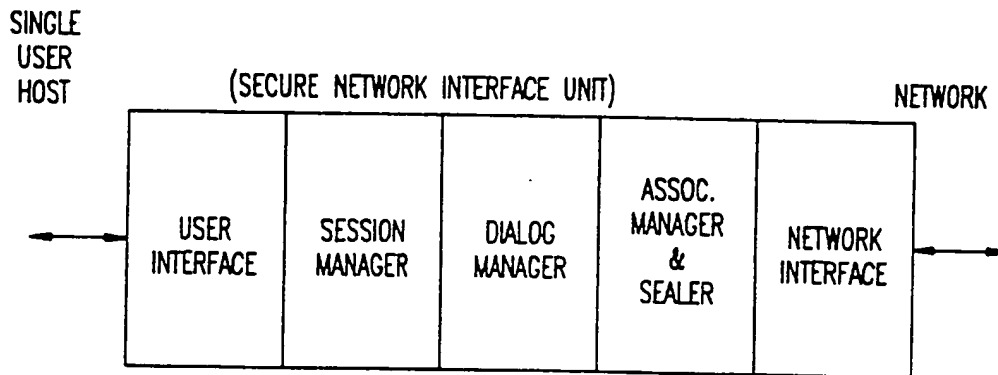 SINGLE
USER
HOST
(SECURE NETWORK INTERFACE UNIT)
NETWORK
USER
INTERFACE
SESSION
MANAGER
DIALOG
MANAGER
ASSOC.
MANAGER
&
SEALER
NETWORK
INTERFACE